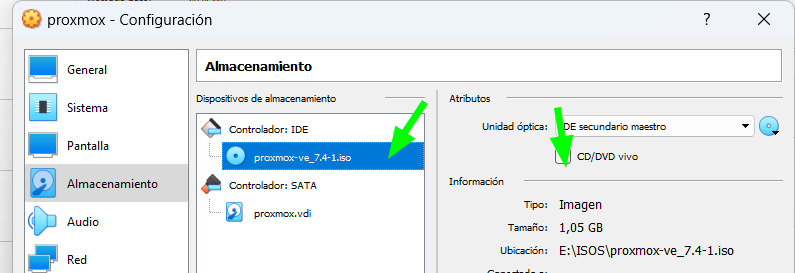 proxmox - Configuración
?
General
Sistema
Pantalla
Almacenamiento
Audio
Red
Almacenamiento
Dispositivos de almacenamiento
Controlador: IDE
proxmox-ve_7.4-1.iso
Controlador: SATA
proxmox.vdi
Atributos
Unidad óptica: IDE secundario maestro
CD/DVD vivo
Información
Tipo: Imagen
Tamaño: 1,05 GB
Ubicación: E:\ISOS\proxmox-ve_7.4-1.iso